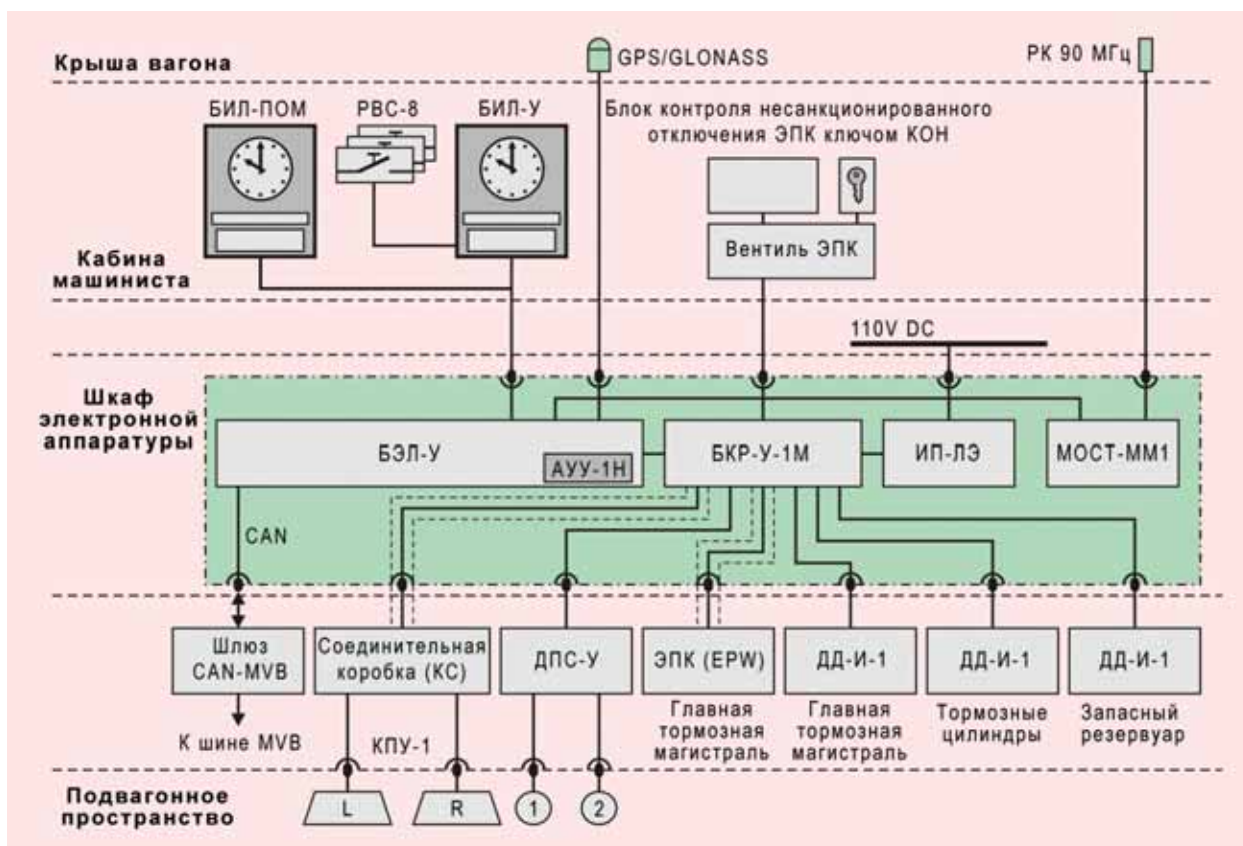 Крыша вагона
GPS/GLONASS
РК 90 МГц
БИЛ-ПОМ
РВС-8
БИЛ-У
Блок контроля несанкционированного
отключения ЭПК ключом КОН
Вентиль ЭПК
Кабина
машиниста
110V DC
Шкаф
электронной
аппаратуры
БЭЛ-У
АУУ-1Н
БКР-У-1М
ИП-ЛЭ
МОСТ-ММ1
CAN
Шлюз
CAN-MVB
Соединительная
коробка (КС)
ДПС-У
ЭПК (EPW)
ДД-И-1
ДД-И-1
ДД-И-1
К шине MVB
КПУ-1
Главная
тормозная
магистраль
Главная
тормозная
магистраль
Тормозные
цилиндры
Запасный
резервуар
Подвагонное
пространство
L
R
1
2